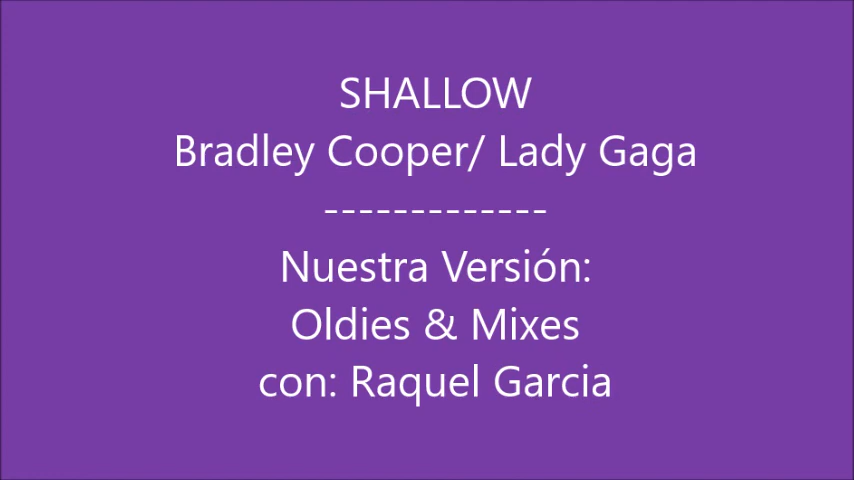 SHALLOW
Bradley Cooper/ Lady Gaga
-------------
Nuestra Versión:
Oldies & Mixes
con: Raquel Garcia